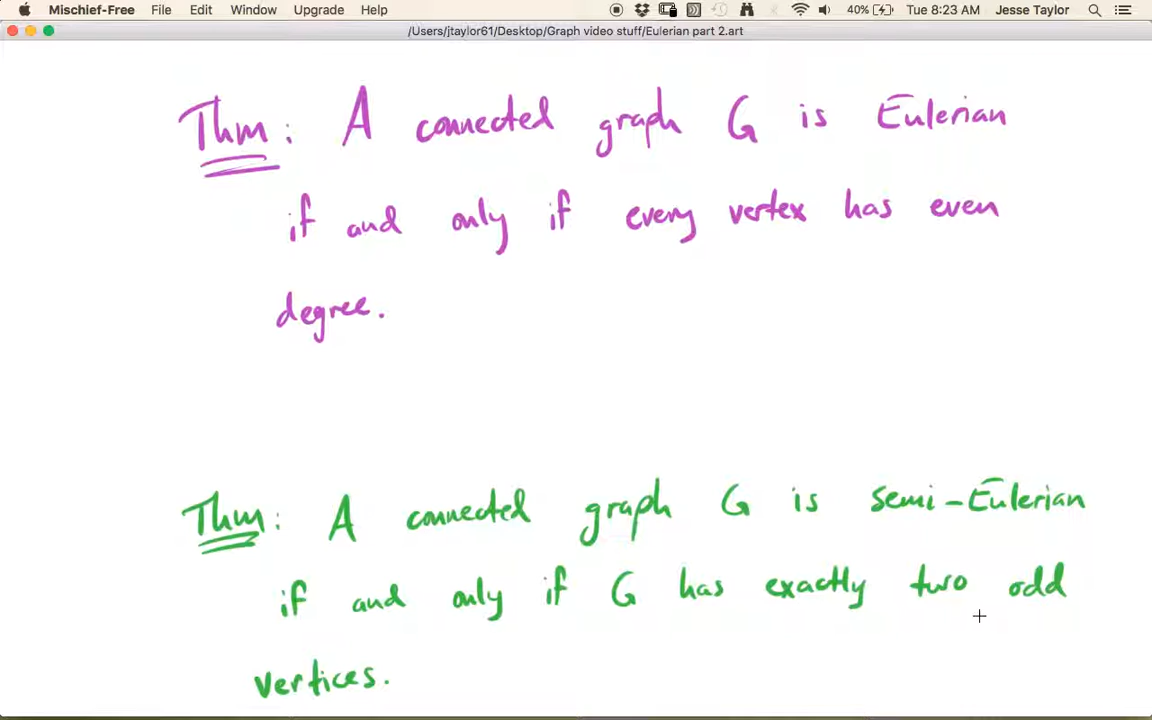 Mischief-Free File Edit Window Upgrade Help 40% Tue 8:23 AM Jesse Taylor
/Users/jtaylor61/Desktop/Graph video stuff/Eulerian part 2.art
Thm: A connected graph G is Eulerian
if and only if every vertex has even
degree.
Thm: A connected graph G is semi-Eulerian
if and only if G has exactly two odd
vertices.